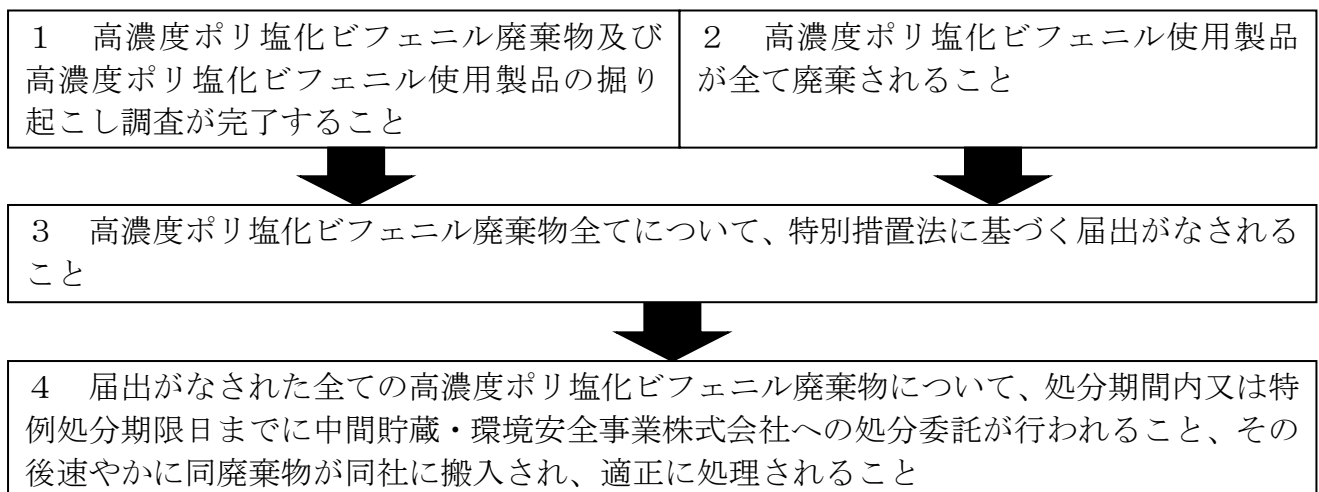 １　高濃度ポリ塩化ビフェニル廃棄物及び
高濃度ポリ塩化ビフェニル使用製品の掘り
起こし調査が完了すること
２　高濃度ポリ塩化ビフェニル使用製品
が全て廃棄されること
３　高濃度ポリ塩化ビフェニル廃棄物全てについて、特別措置法に基づく届出がなされる
こと
４　届出がなされた全ての高濃度ポリ塩化ビフェニル廃棄物について、処分期間内又は特
例処分期限日までに中間貯蔵・環境安全事業株式会社への処分委託が行われること、その
後速やかに同廃棄物が同社に搬入され、適正に処理されること